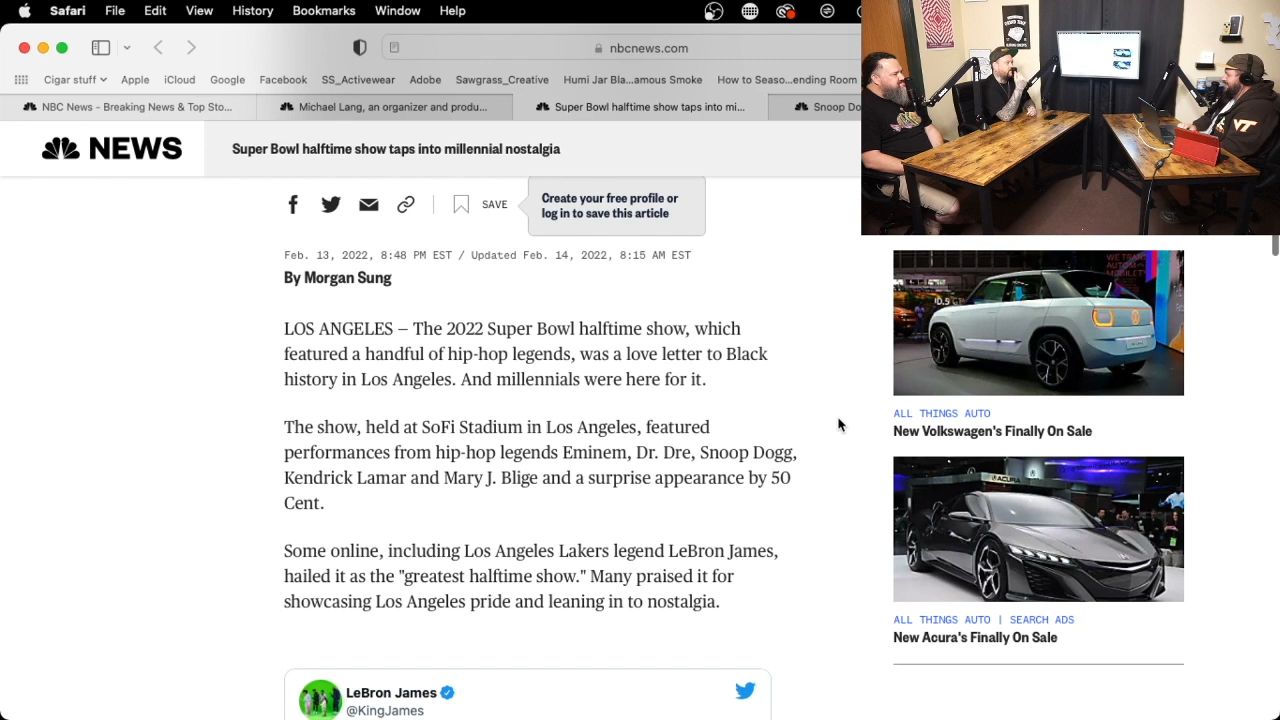 nbcnews.com
Cigar stuff
Apple
iCloud
Google
Facebook
SS_Activewear
Adobe
Sawgrass_Creative
Humi Jar Bla...amous Smoke
How to Seaso...ending Room
NBC News - Breaking News & Top Sto...
Michael Lang, an organizer and produ...
Super Bowl halftime show taps into mi...
Snoop Do
NEWS
Super Bowl halftime show taps into millennial nostalgia
SAVE
Create your free profile or
log in to save this article
Feb. 13, 2022, 8:48 PM EST / Updated Feb. 14, 2022, 8:15 AM EST
By Morgan Sung
LOS ANGELES — The 2022 Super Bowl halftime show, which
featured a handful of hip-hop legends, was a love letter to Black
history in Los Angeles. And millennials were here for it.
The show, held at SoFi Stadium in Los Angeles, featured
performances from hip-hop legends Eminem, Dr. Dre, Snoop Dogg,
Kendrick Lamar and Mary J. Blige and a surprise appearance by 50
Cent.
Some online, including Los Angeles Lakers legend LeBron James,
hailed it as the "greatest halftime show." Many praised it for
showcasing Los Angeles pride and leaning in to nostalgia.
LeBron James
@KingJames
VT
ALL THINGS AUTO
New Volkswagen's Finally On Sale
ACURA
ALL THINGS AUTO | SEARCH ADS
New Acura's Finally On Sale